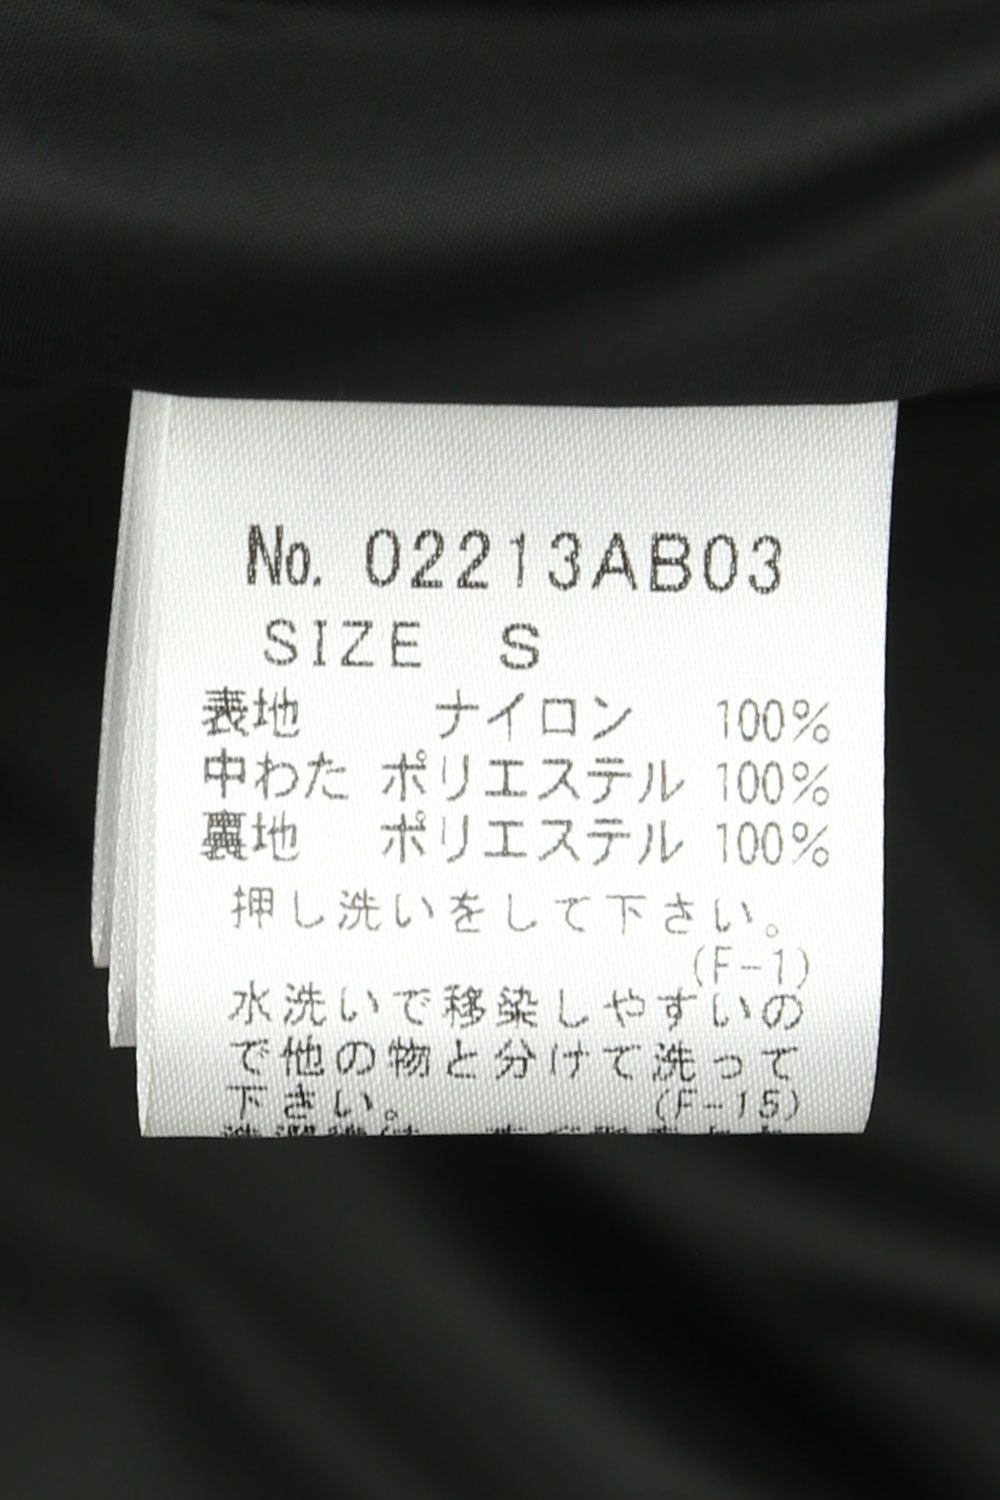 No. 02213AB03
SIZE S
表地 ナイロン 100%
中わた ポリエステル 100%
裏地 ポリエステル 100%
押し洗いをして下さい。
(F-1)
水洗いで移染しやすいの
で他の物と分けて洗って
下さい。 (F-15)